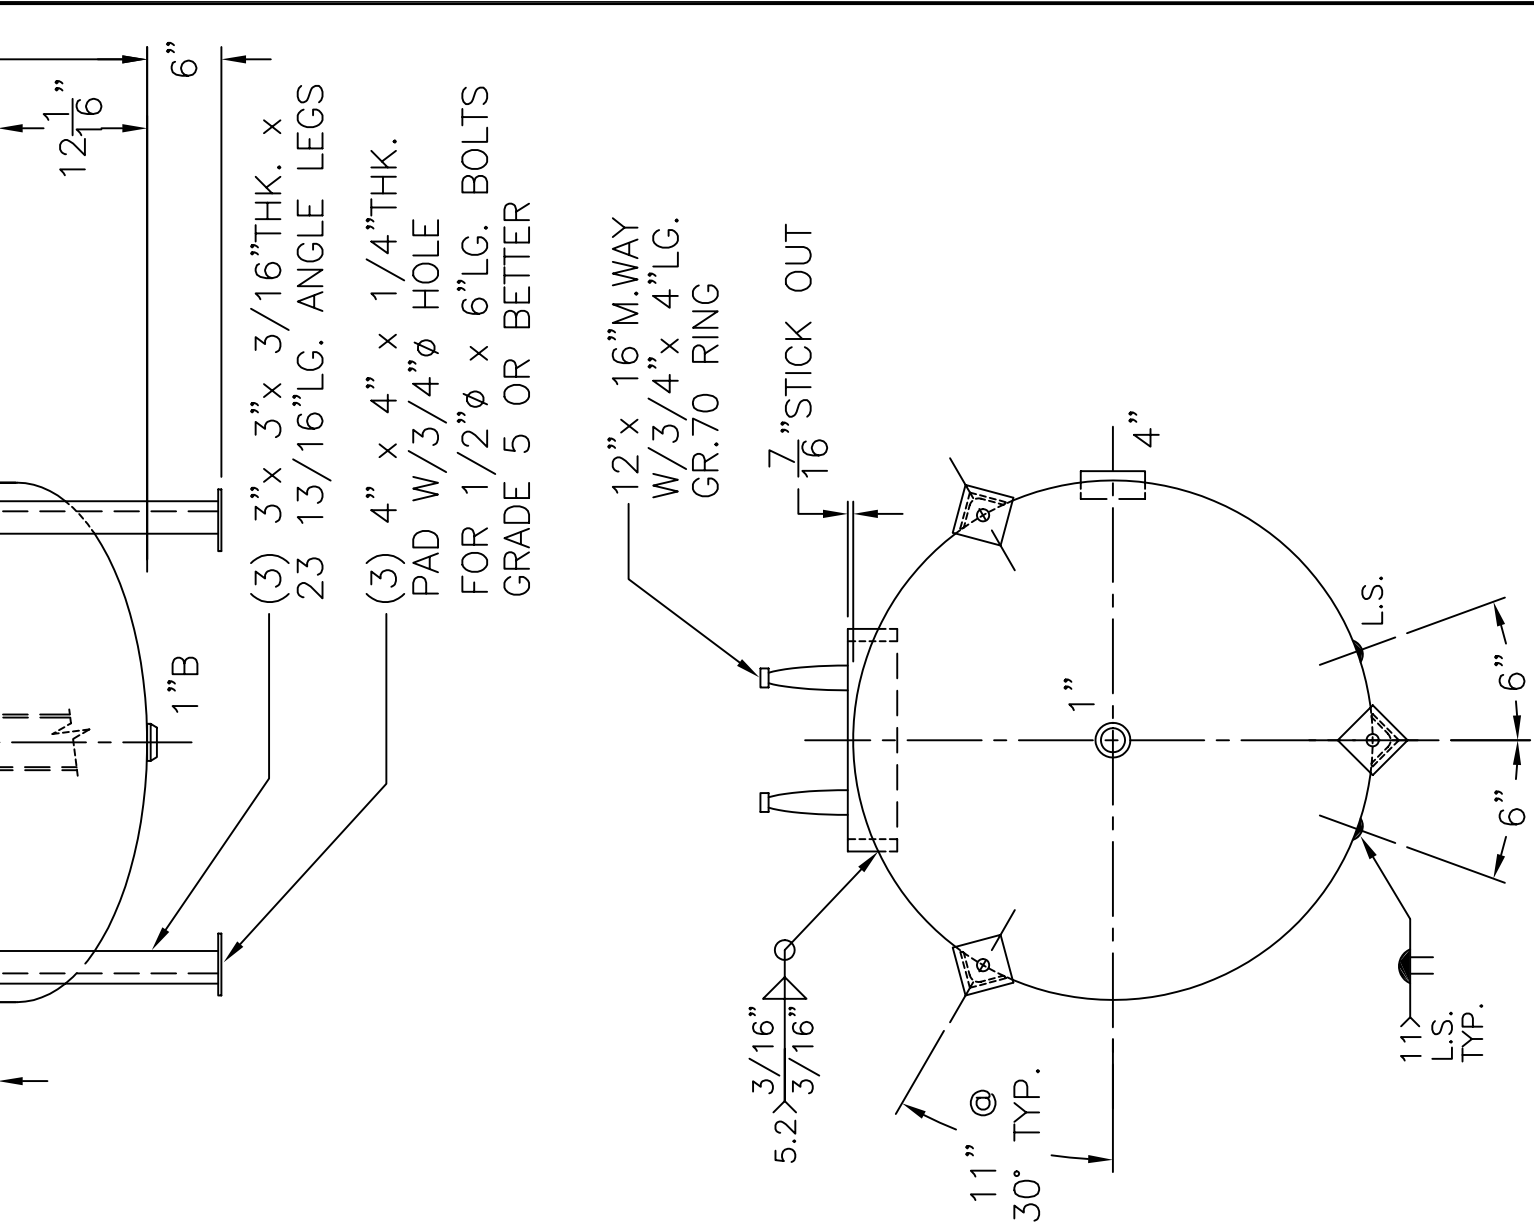 6"
12 1/16"
(3) 3"x 3"x 3/16"THK. x
23 13/16"LG. ANGLE LEGS
(3) 4" x 4" x 1/4"THK.
PAD W/3/4"ø HOLE
FOR 1/2"ø x 6"LG. BOLTS
GRADE 5 OR BETTER
1"B
12"x 16"M.WAY
W/3/4"x 4"LG.
GR.70 RING
7/16"STICK OUT
4"
1"
L.S.
6"
6"
3/16"
3/16"
5.2
11" @
30° TYP.
11
L.S.
TYP.